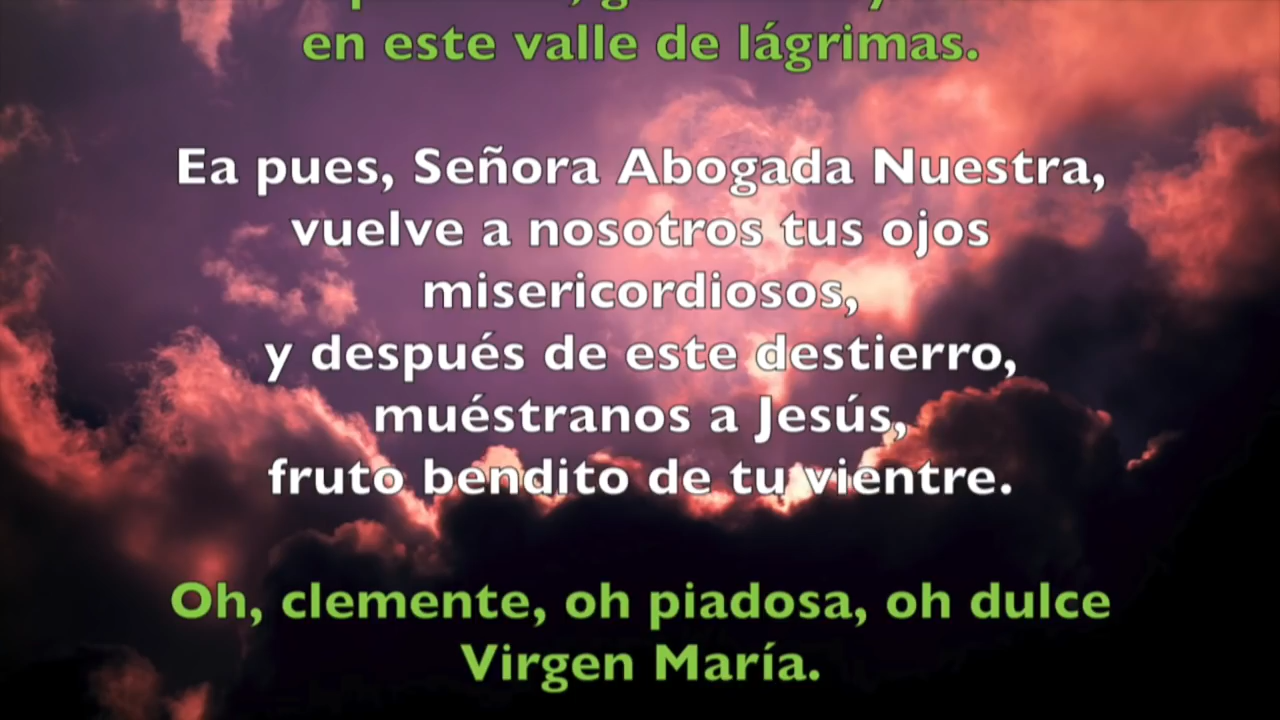 en este valle de lágrimas.
Ea pues, Señora Abogada Nuestra,
vuelve a nosotros tus ojos
misericordiosos,
y después de este destierro,
muéstranos a Jesús,
fruto bendito de tu vientre.
Oh, clemente, oh piadosa, oh dulce
Virgen María.